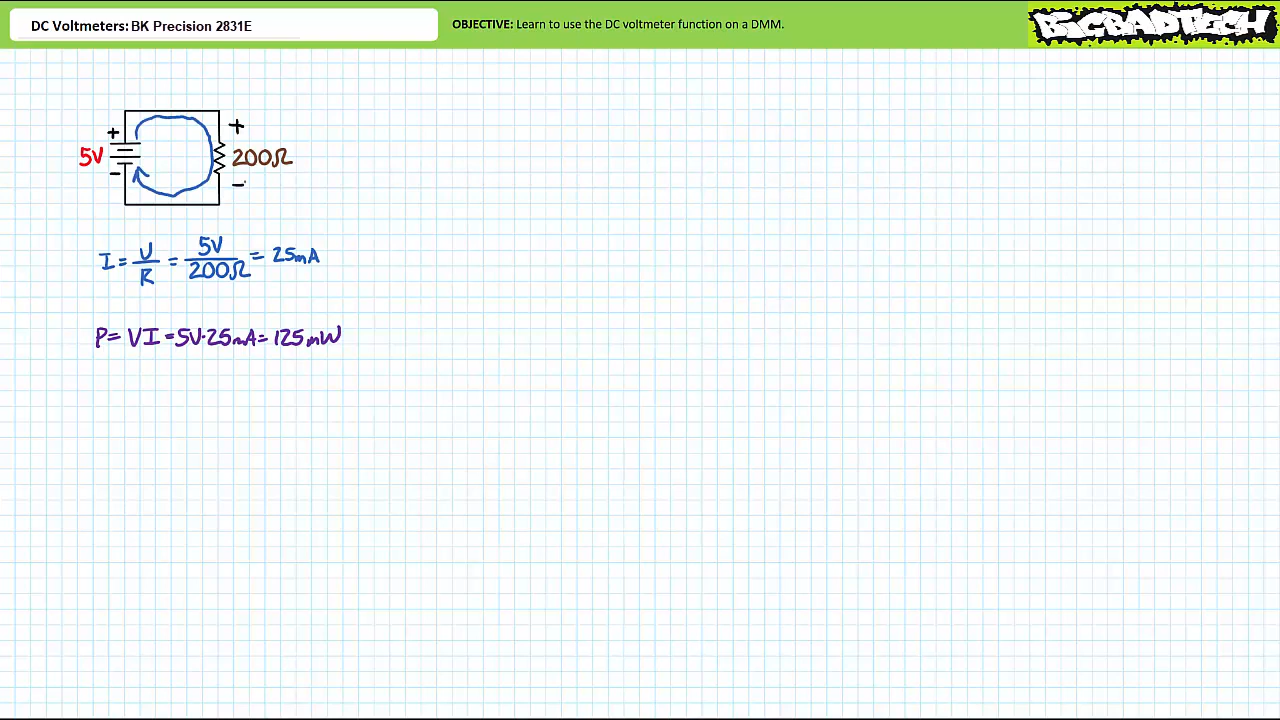 DC Voltmeters: BK Precision 2831E
OBJECTIVE: Learn to use the DC voltmeter function on a DMM.
BIGBADTECH
+ +
5V 200Ω
- -
I = V/R = 5V/200Ω = 25mA
P = VI = 5V·25mA = 125mW